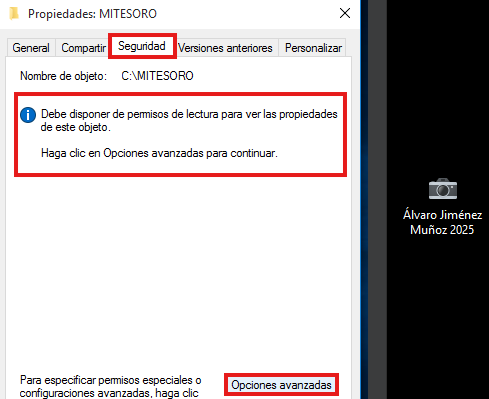 Propiedades: MITESORO
General
Compartir
Seguridad
Versiones anteriores
Personalizar
Nombre de objeto: C:\MITESORO
Debe disponer de permisos de lectura para ver las propiedades
de este objeto.
Haga clic en Opciones avanzadas para continuar.
Álvaro Jiménez
Muñoz 2025
Para especificar permisos especiales o
configuraciones avanzadas, haga clic
Opciones avanzadas